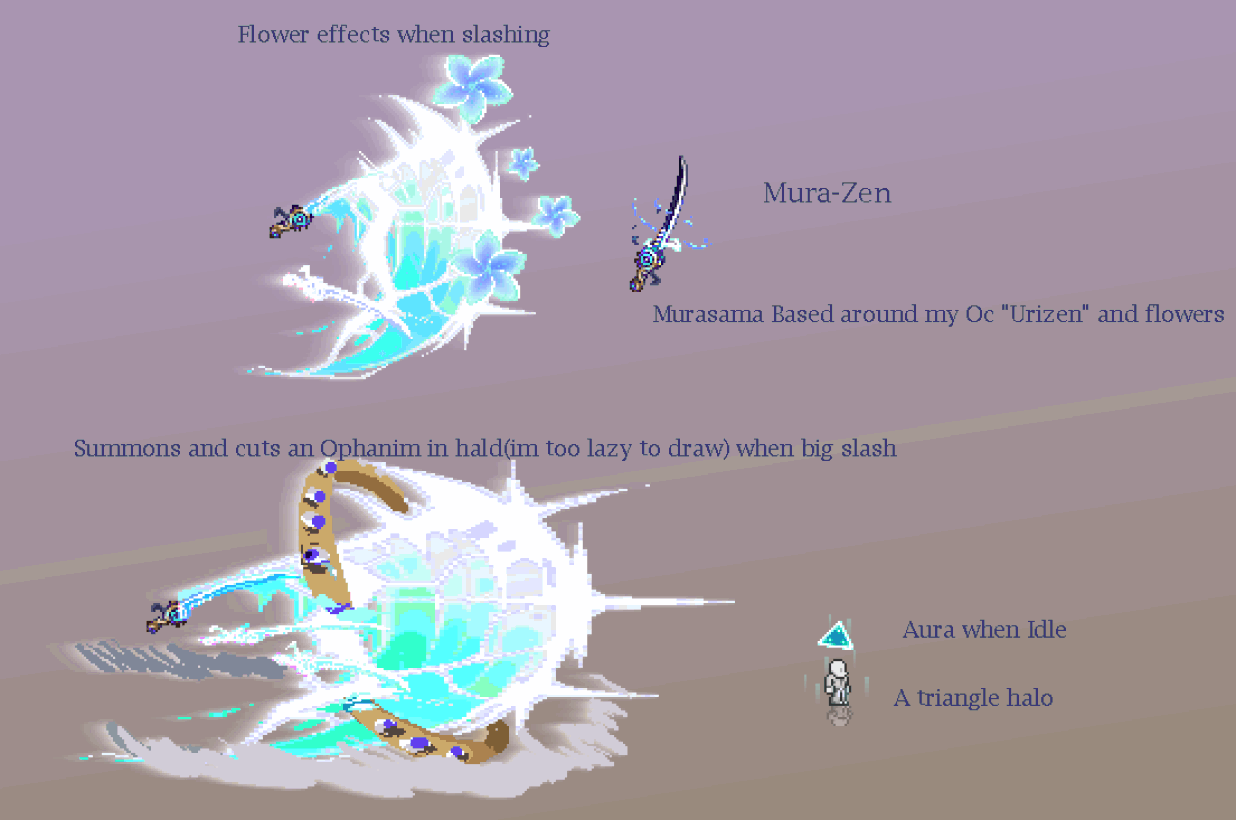 Flower effects when slashing
Mura-Zen
Murasama Based around my Oc "Urizen" and flowers
Summons and cuts an Ophanim in hald(im too lazy to draw) when big slash
Aura when Idle
A triangle halo